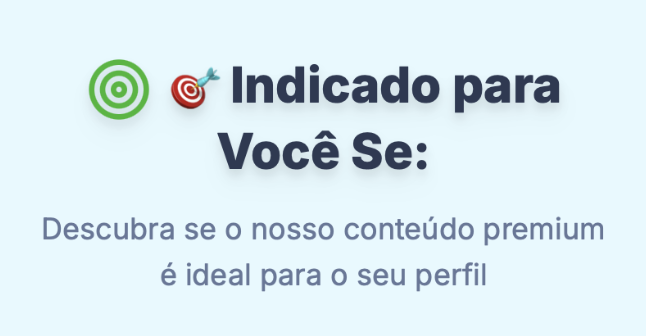 🎯 Indicado para
Você Se:
Descubra se o nosso conteúdo premium
é ideal para o seu perfil